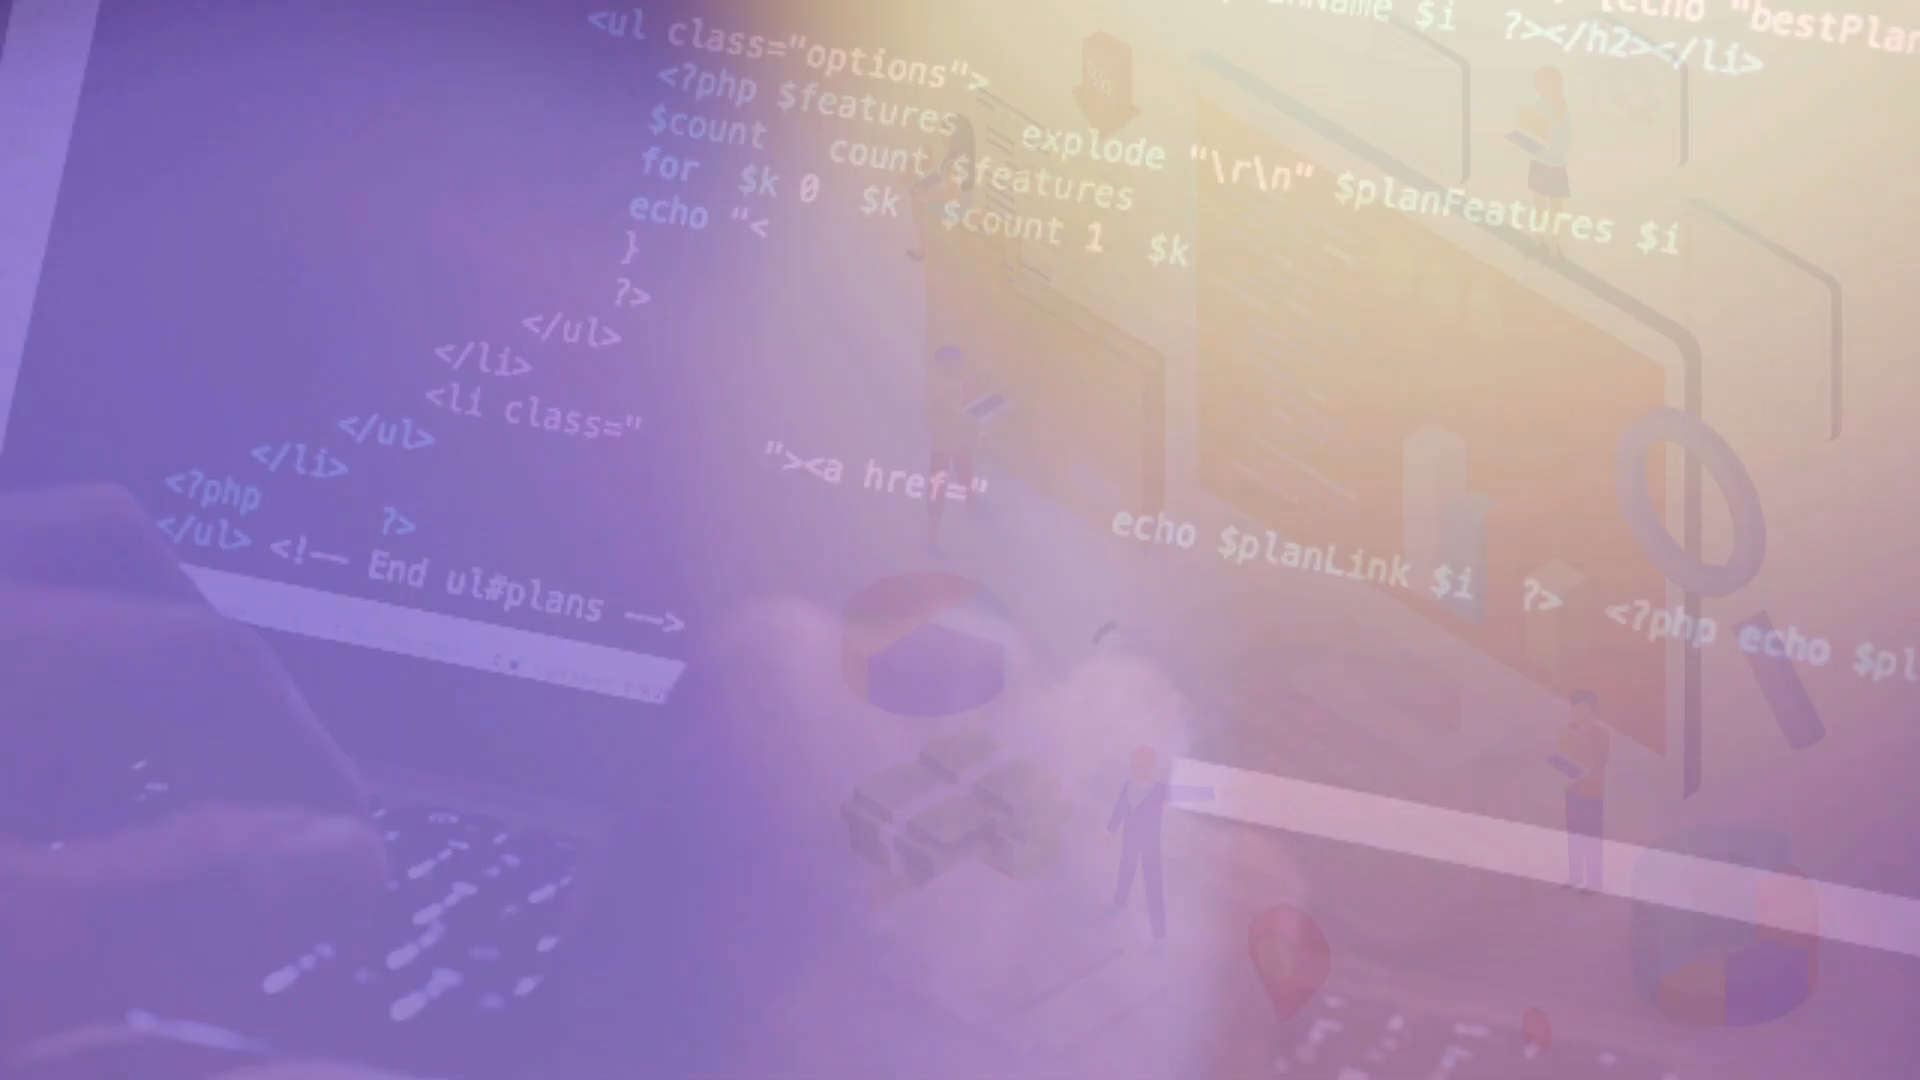 $i ?></h2></li>
<ul class="options">
<?php $features explode "\r\n" $planFeatures $i
$count count $features
for $k 0 $k $count 1 $k
echo "<
}
?>
</ul>
</li>
<li class=" "><a href=" echo $planLink $i ?> <?php echo
</ul>
</li>
<?php ?>
</ul> <!-- End ul#plans -->
%